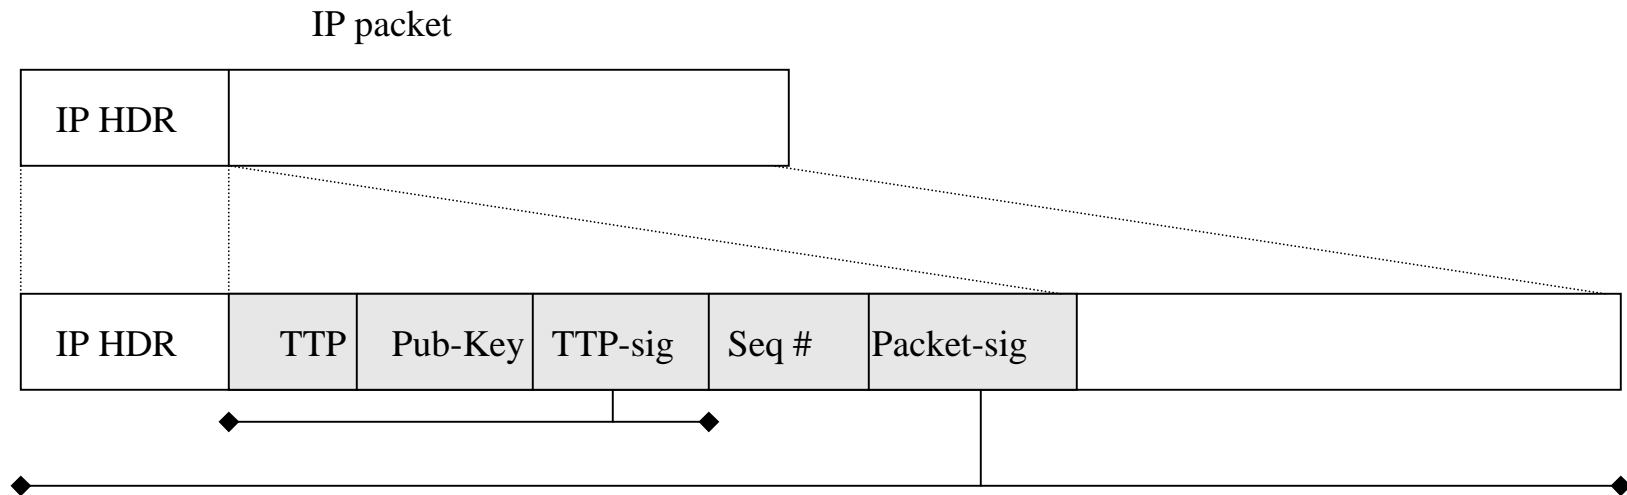 IP packet
IP HDR
IP HDR TTP Pub-Key TTP-sig Seq # Packet-sig